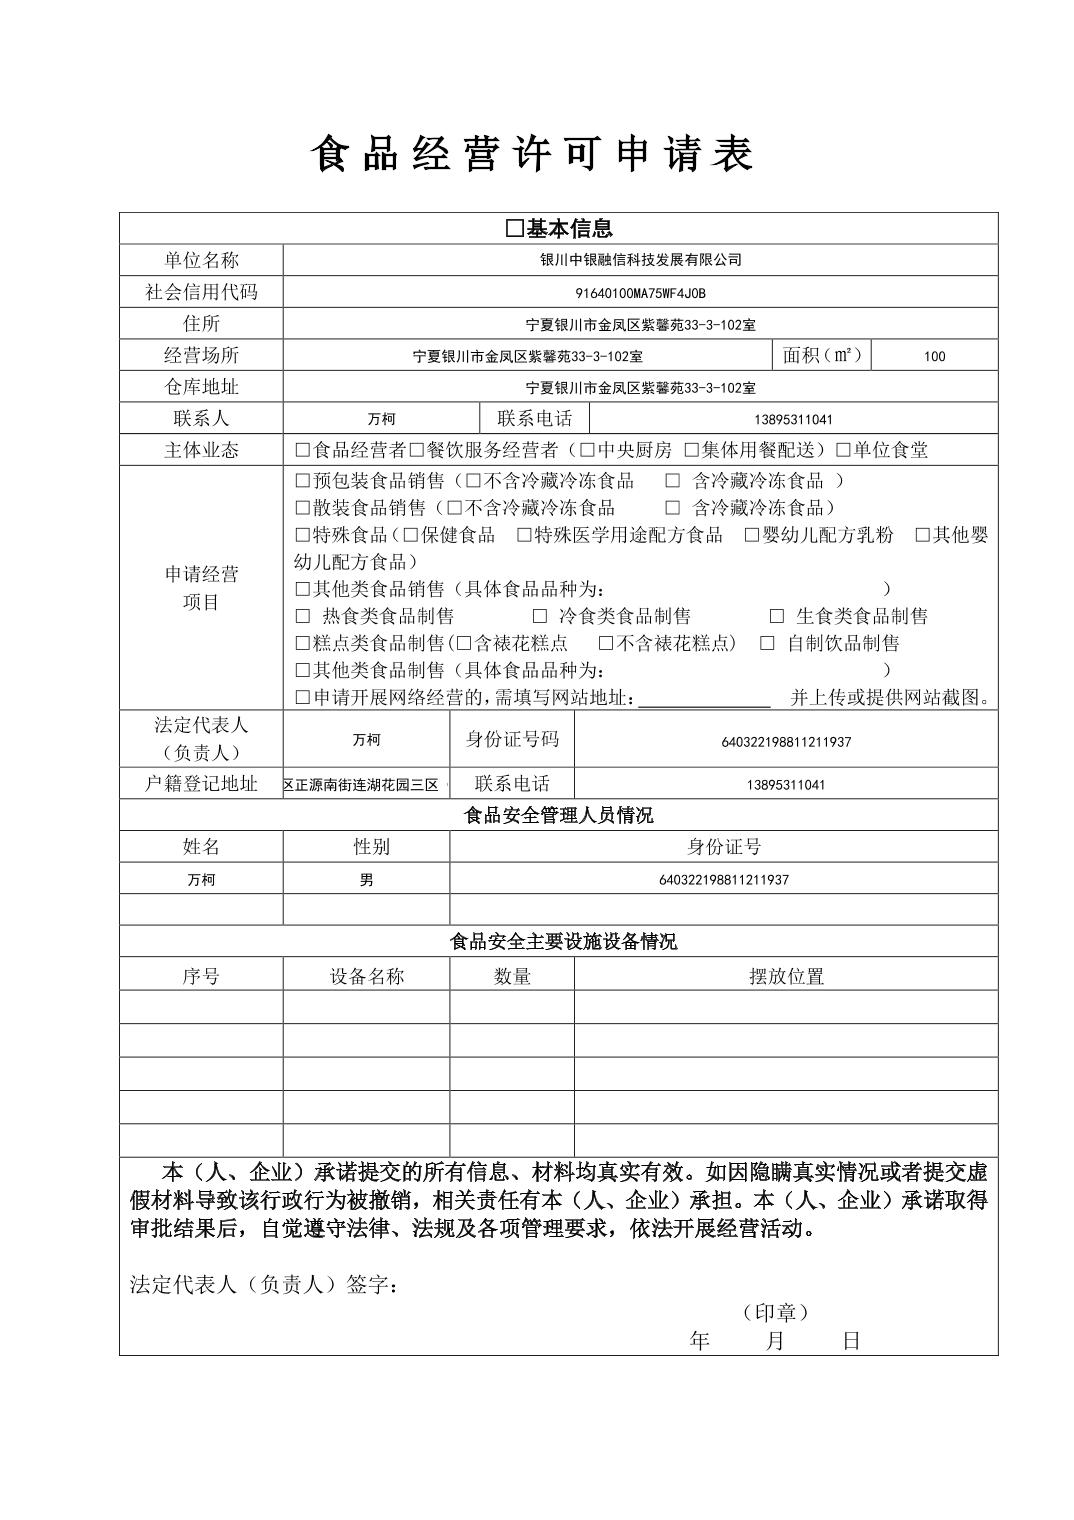 食品经营许可申请表
□基本信息
单位名称 银川中银融信科技发展有限公司
社会信用代码 91640100MA75WF4J0B
住所 宁夏银川市金凤区紫馨苑33-3-102室
经营场所 宁夏银川市金凤区紫馨苑33-3-102室 面积（㎡） 100
仓库地址 宁夏银川市金凤区紫馨苑33-3-102室
联系人 万柯 联系电话 13895311041
主体业态 □食品经营者□餐饮服务经营者（□中央厨房 □集体用餐配送）□单位食堂
□预包装食品销售（□不含冷藏冷冻食品 □ 含冷藏冷冻食品 ）
□散装食品销售（□不含冷藏冷冻食品 □ 含冷藏冷冻食品）
□特殊食品（□保健食品 □特殊医学用途配方食品 □婴幼儿配方乳粉 □其他婴
幼儿配方食品）
申请经营
项目
□其他类食品销售（具体食品品种为： ）
□ 热食类食品制售 □ 冷食类食品制售 □ 生食类食品制售
□糕点类食品制售(□含裱花糕点 □不含裱花糕点) □ 自制饮品制售
□其他类食品制售（具体食品品种为： ）
□申请开展网络经营的，需填写网站地址：____________ 并上传或提供网站截图。
法定代表人
（负责人） 万柯 身份证号码 640322198811211937
户籍登记地址 区正源南街连湖花园三区 联系电话 13895311041
食品安全管理人员情况
姓名 性别 身份证号
万柯 男 640322198811211937
食品安全主要设施设备情况
序号 设备名称 数量 摆放位置
本（人、企业）承诺提交的所有信息、材料均真实有效。如因隐瞒真实情况或者提交虚
假材料导致该行政行为被撤销，相关责任有本（人、企业）承担。本（人、企业）承诺取得
审批结果后，自觉遵守法律、法规及各项管理要求，依法开展经营活动。
法定代表人（负责人）签字：
（印章）
年 月 日